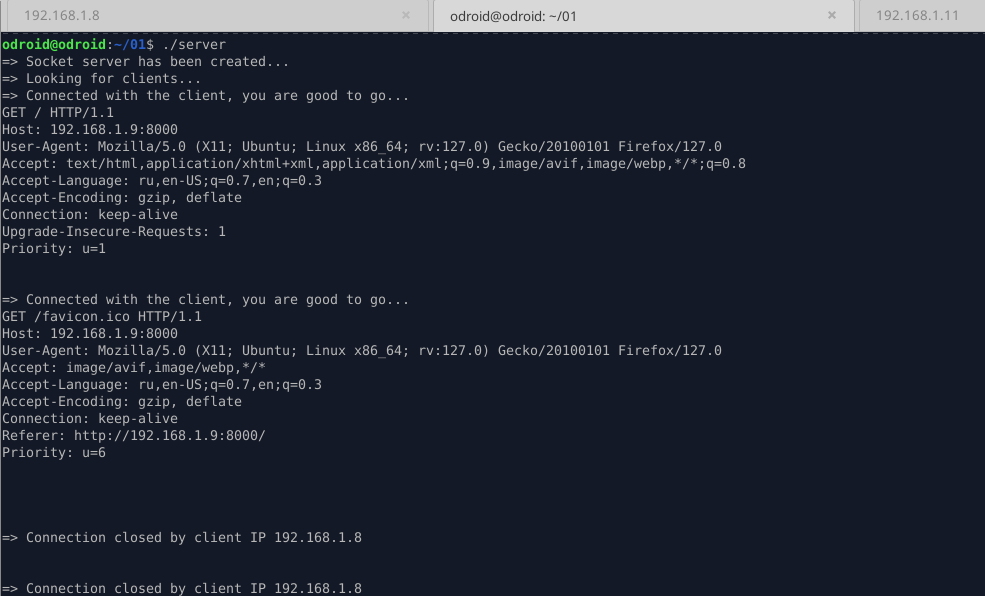 192.168.1.8 ×
odroid@odroid: ~/01 ×
192.168.1.11
odroid@odroid:~/01$ ./server
=> Socket server has been created...
=> Looking for clients...
=> Connected with the client, you are good to go...
GET / HTTP/1.1
Host: 192.168.1.9:8000
User-Agent: Mozilla/5.0 (X11; Ubuntu; Linux x86_64; rv:127.0) Gecko/20100101 Firefox/127.0
Accept: text/html,application/xhtml+xml,application/xml;q=0.9,image/avif,image/webp,*/*;q=0.8
Accept-Language: ru,en-US;q=0.7,en;q=0.3
Accept-Encoding: gzip, deflate
Connection: keep-alive
Upgrade-Insecure-Requests: 1
Priority: u=1
=> Connected with the client, you are good to go...
GET /favicon.ico HTTP/1.1
Host: 192.168.1.9:8000
User-Agent: Mozilla/5.0 (X11; Ubuntu; Linux x86_64; rv:127.0) Gecko/20100101 Firefox/127.0
Accept: image/avif,image/webp,*/*
Accept-Language: ru,en-US;q=0.7,en;q=0.3
Accept-Encoding: gzip, deflate
Connection: keep-alive
Referer: http://192.168.1.9:8000/
Priority: u=6
=> Connection closed by client IP 192.168.1.8
=> Connection closed by client IP 192.168.1.8